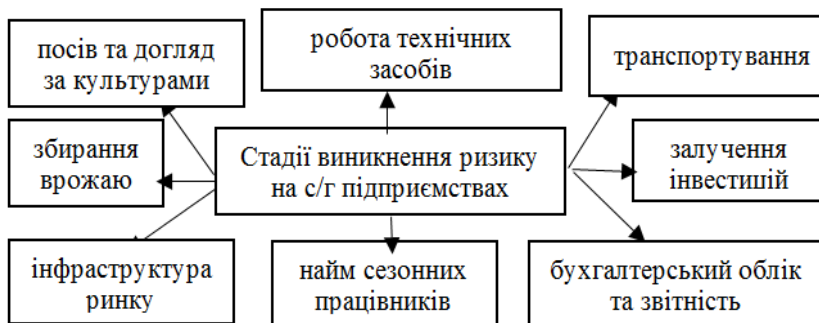 посів та догляд
за культурами
робота технічних
засобів
транспортування
збирання
врожаю
Стадії виникнення ризику
на с/г підприємствах
залучення
інвестицій
інфраструктура
ринку
найм сезонних
працівників
бухгалтерський облік
та звітність